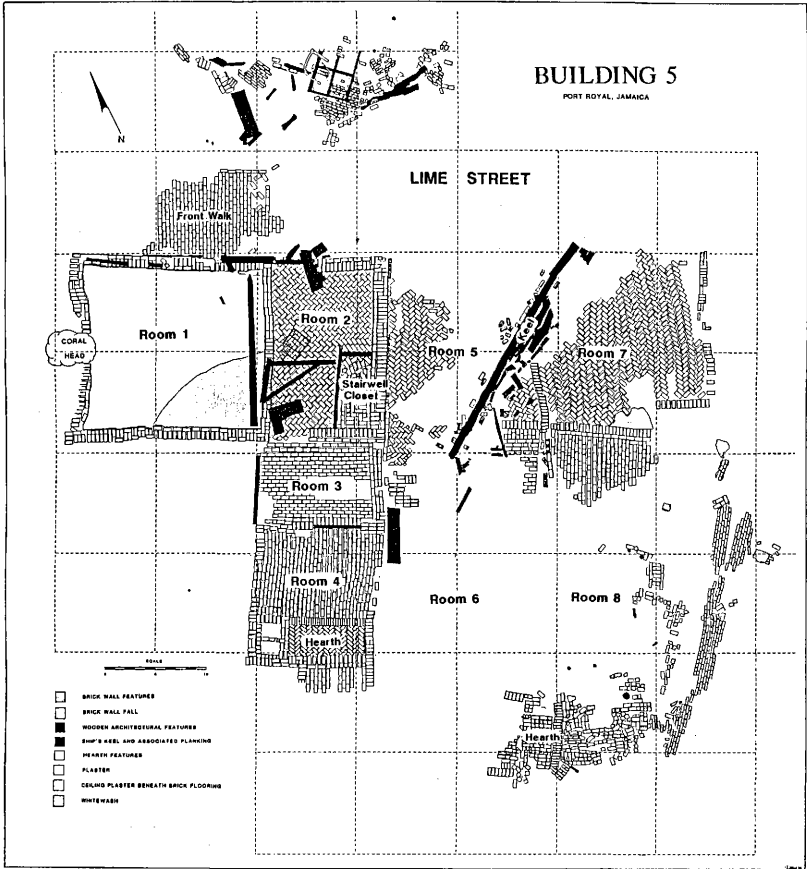 BUILDING 5
PORT ROYAL, JAMAICA
N
LIME STREET
Front Walk
Room 1
Room 2
CORAL
HEAD
Room 5
Keel
Room 7
Stairwell
Closet
Room 3
Room 4
Room 6
Room 8
Hearth
Hearth
SCALE
BRICK WALL FEATURES
BRICK WALL FALL
WOODEN ARCHITECTURAL FEATURES
SHIP'S KEEL AND ASSOCIATED PLANKING
HEARTH FEATURES
PLASTER
CEILING PLASTER BENEATH BRICK FLOORING
WHITEWASH